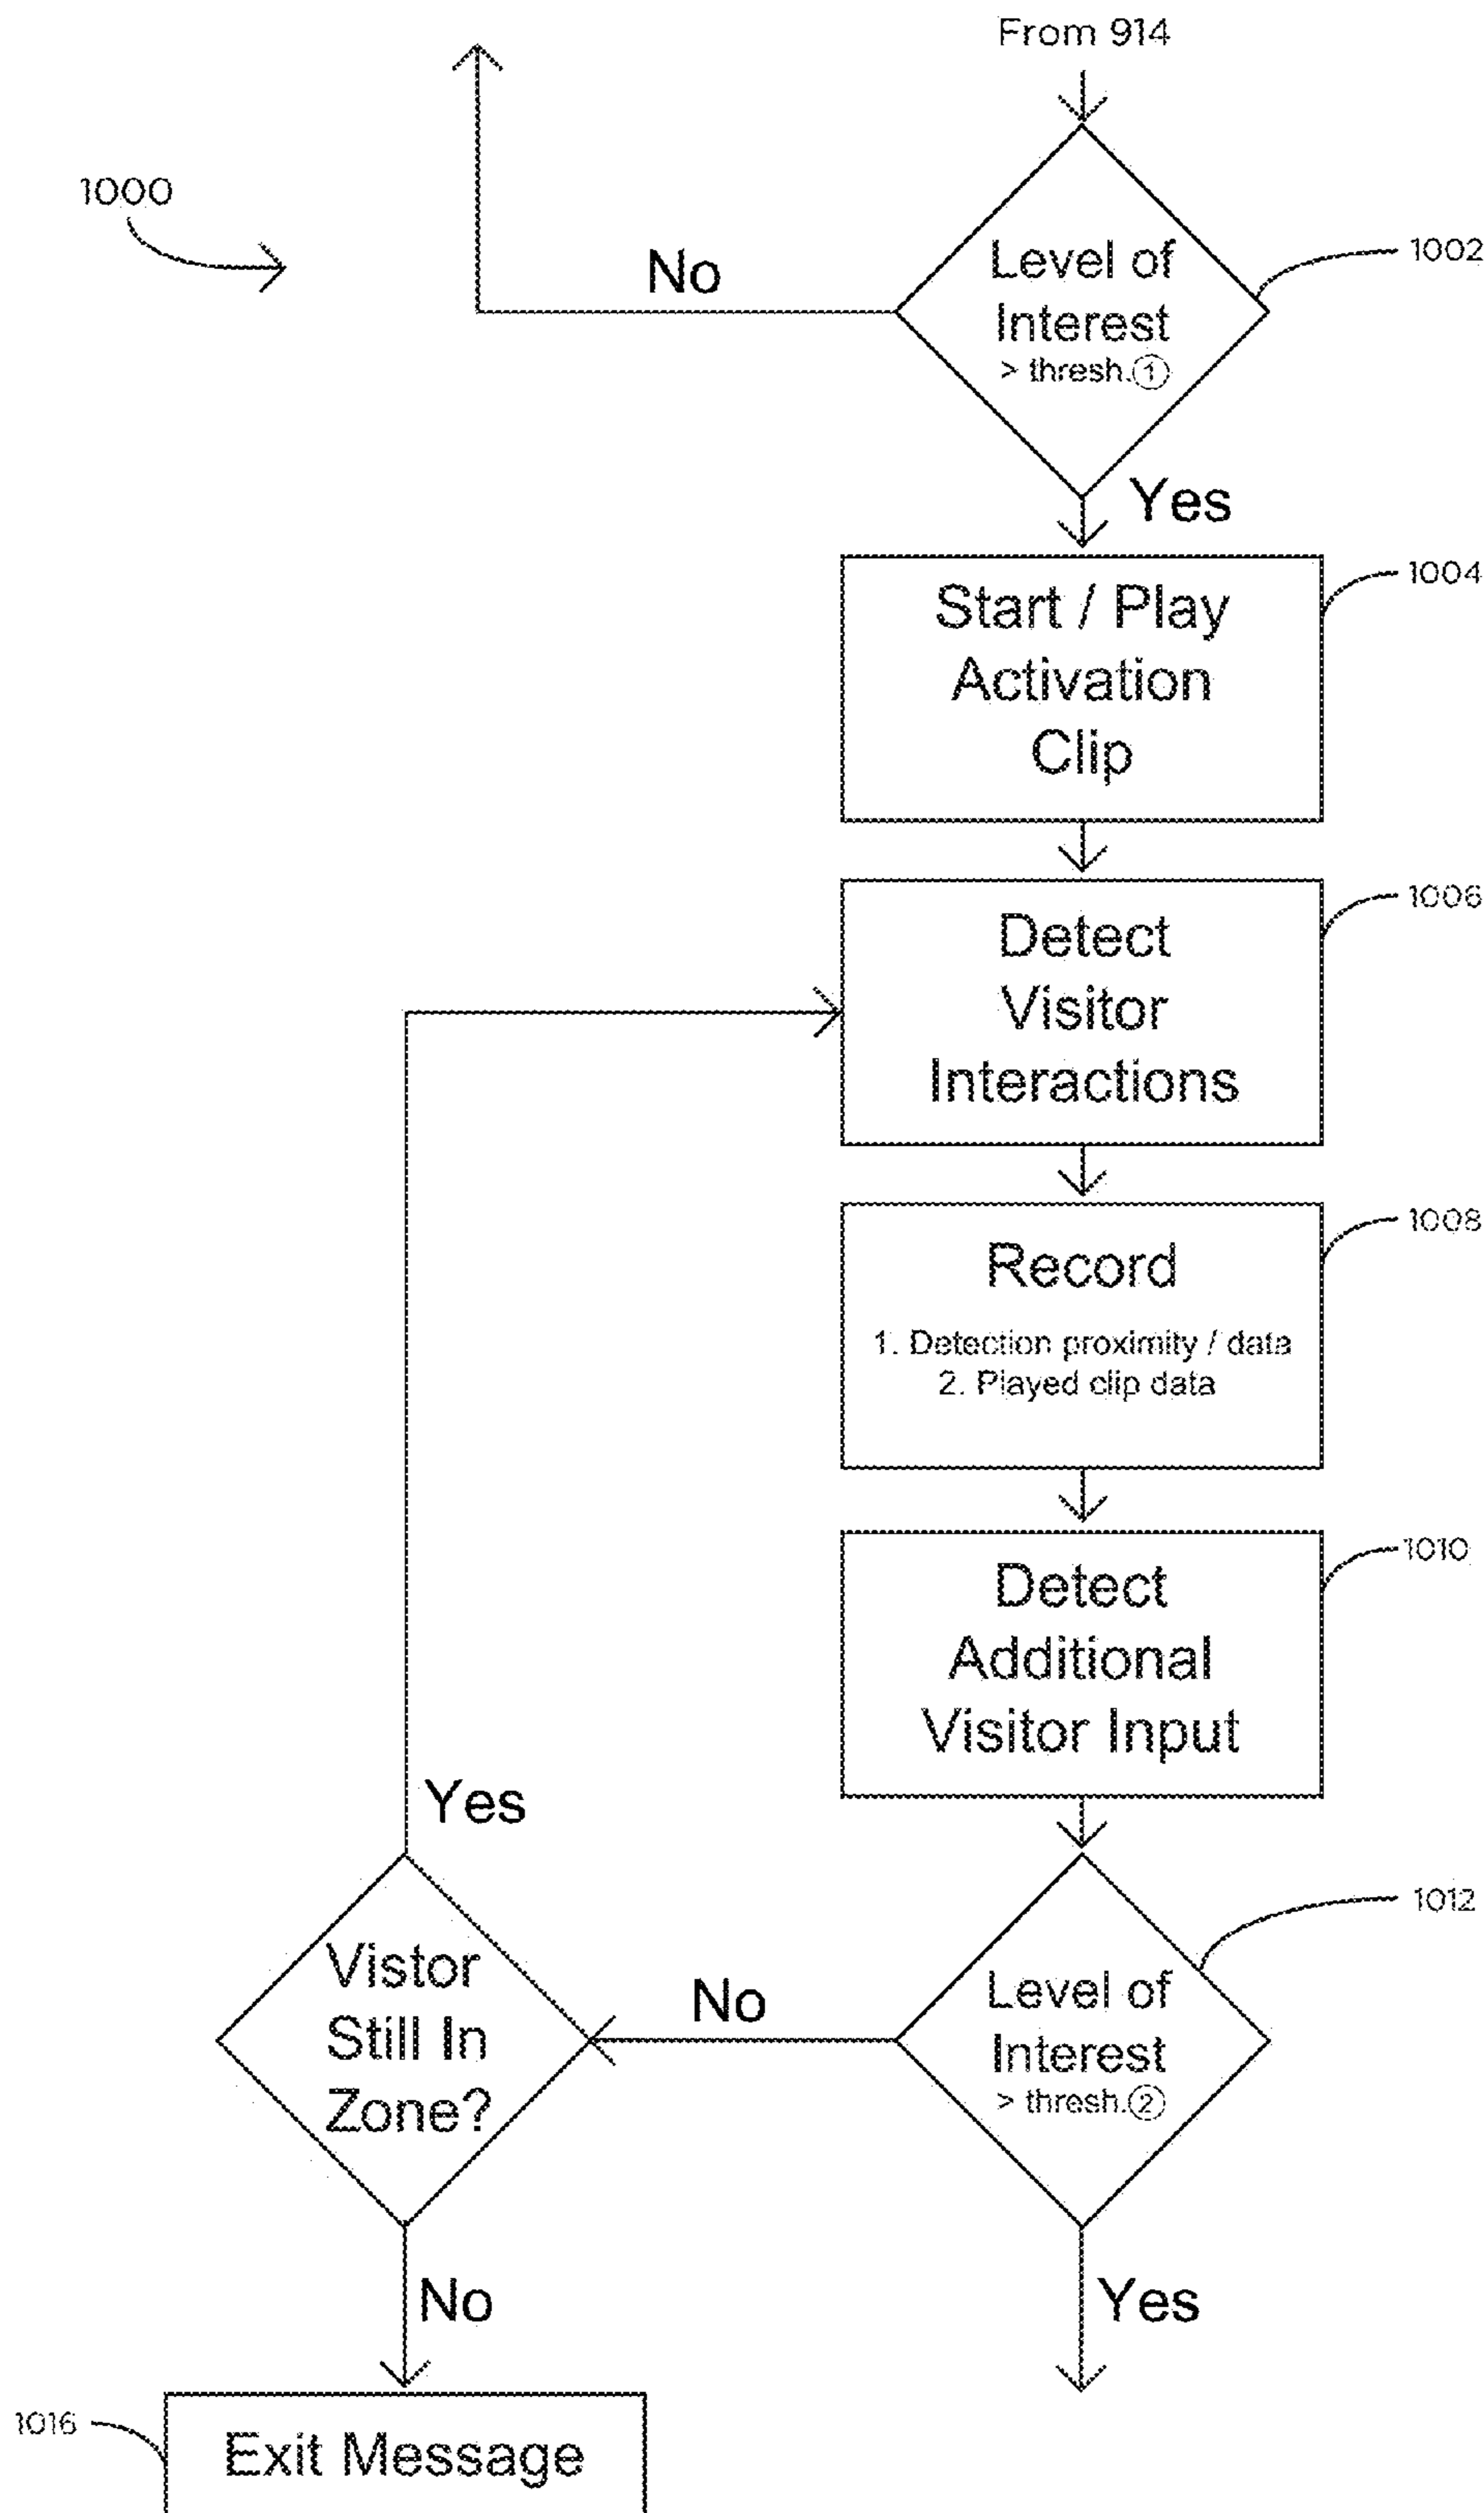 From 914
1000
No
Level of
Interest
> thresh.①
1002
Yes
Start / Play
Activation
Clip
1004
Detect
Visitor
Interactions
1006
Record
1. Detection proximity / data
2. Played clip data
1008
Detect
Additional
Visitor Input
1010
Yes
Vistor
Still In
Zone?
No
Level of
Interest
> thresh.②
1012
No
Yes
1016
Exit Message